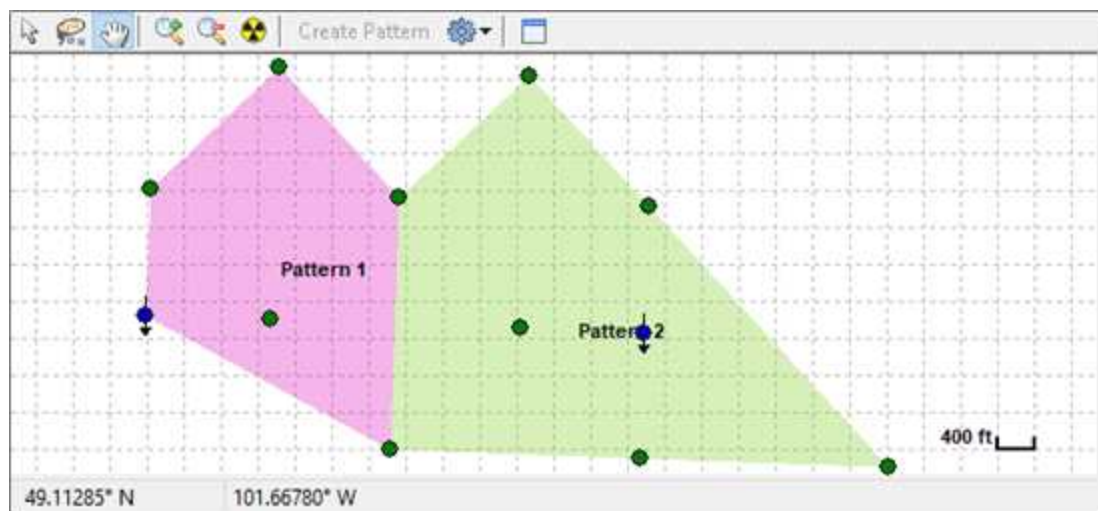 Create Pattern
Pattern 1
Pattern 2
400 ft
49.11285° N
101.66780° W